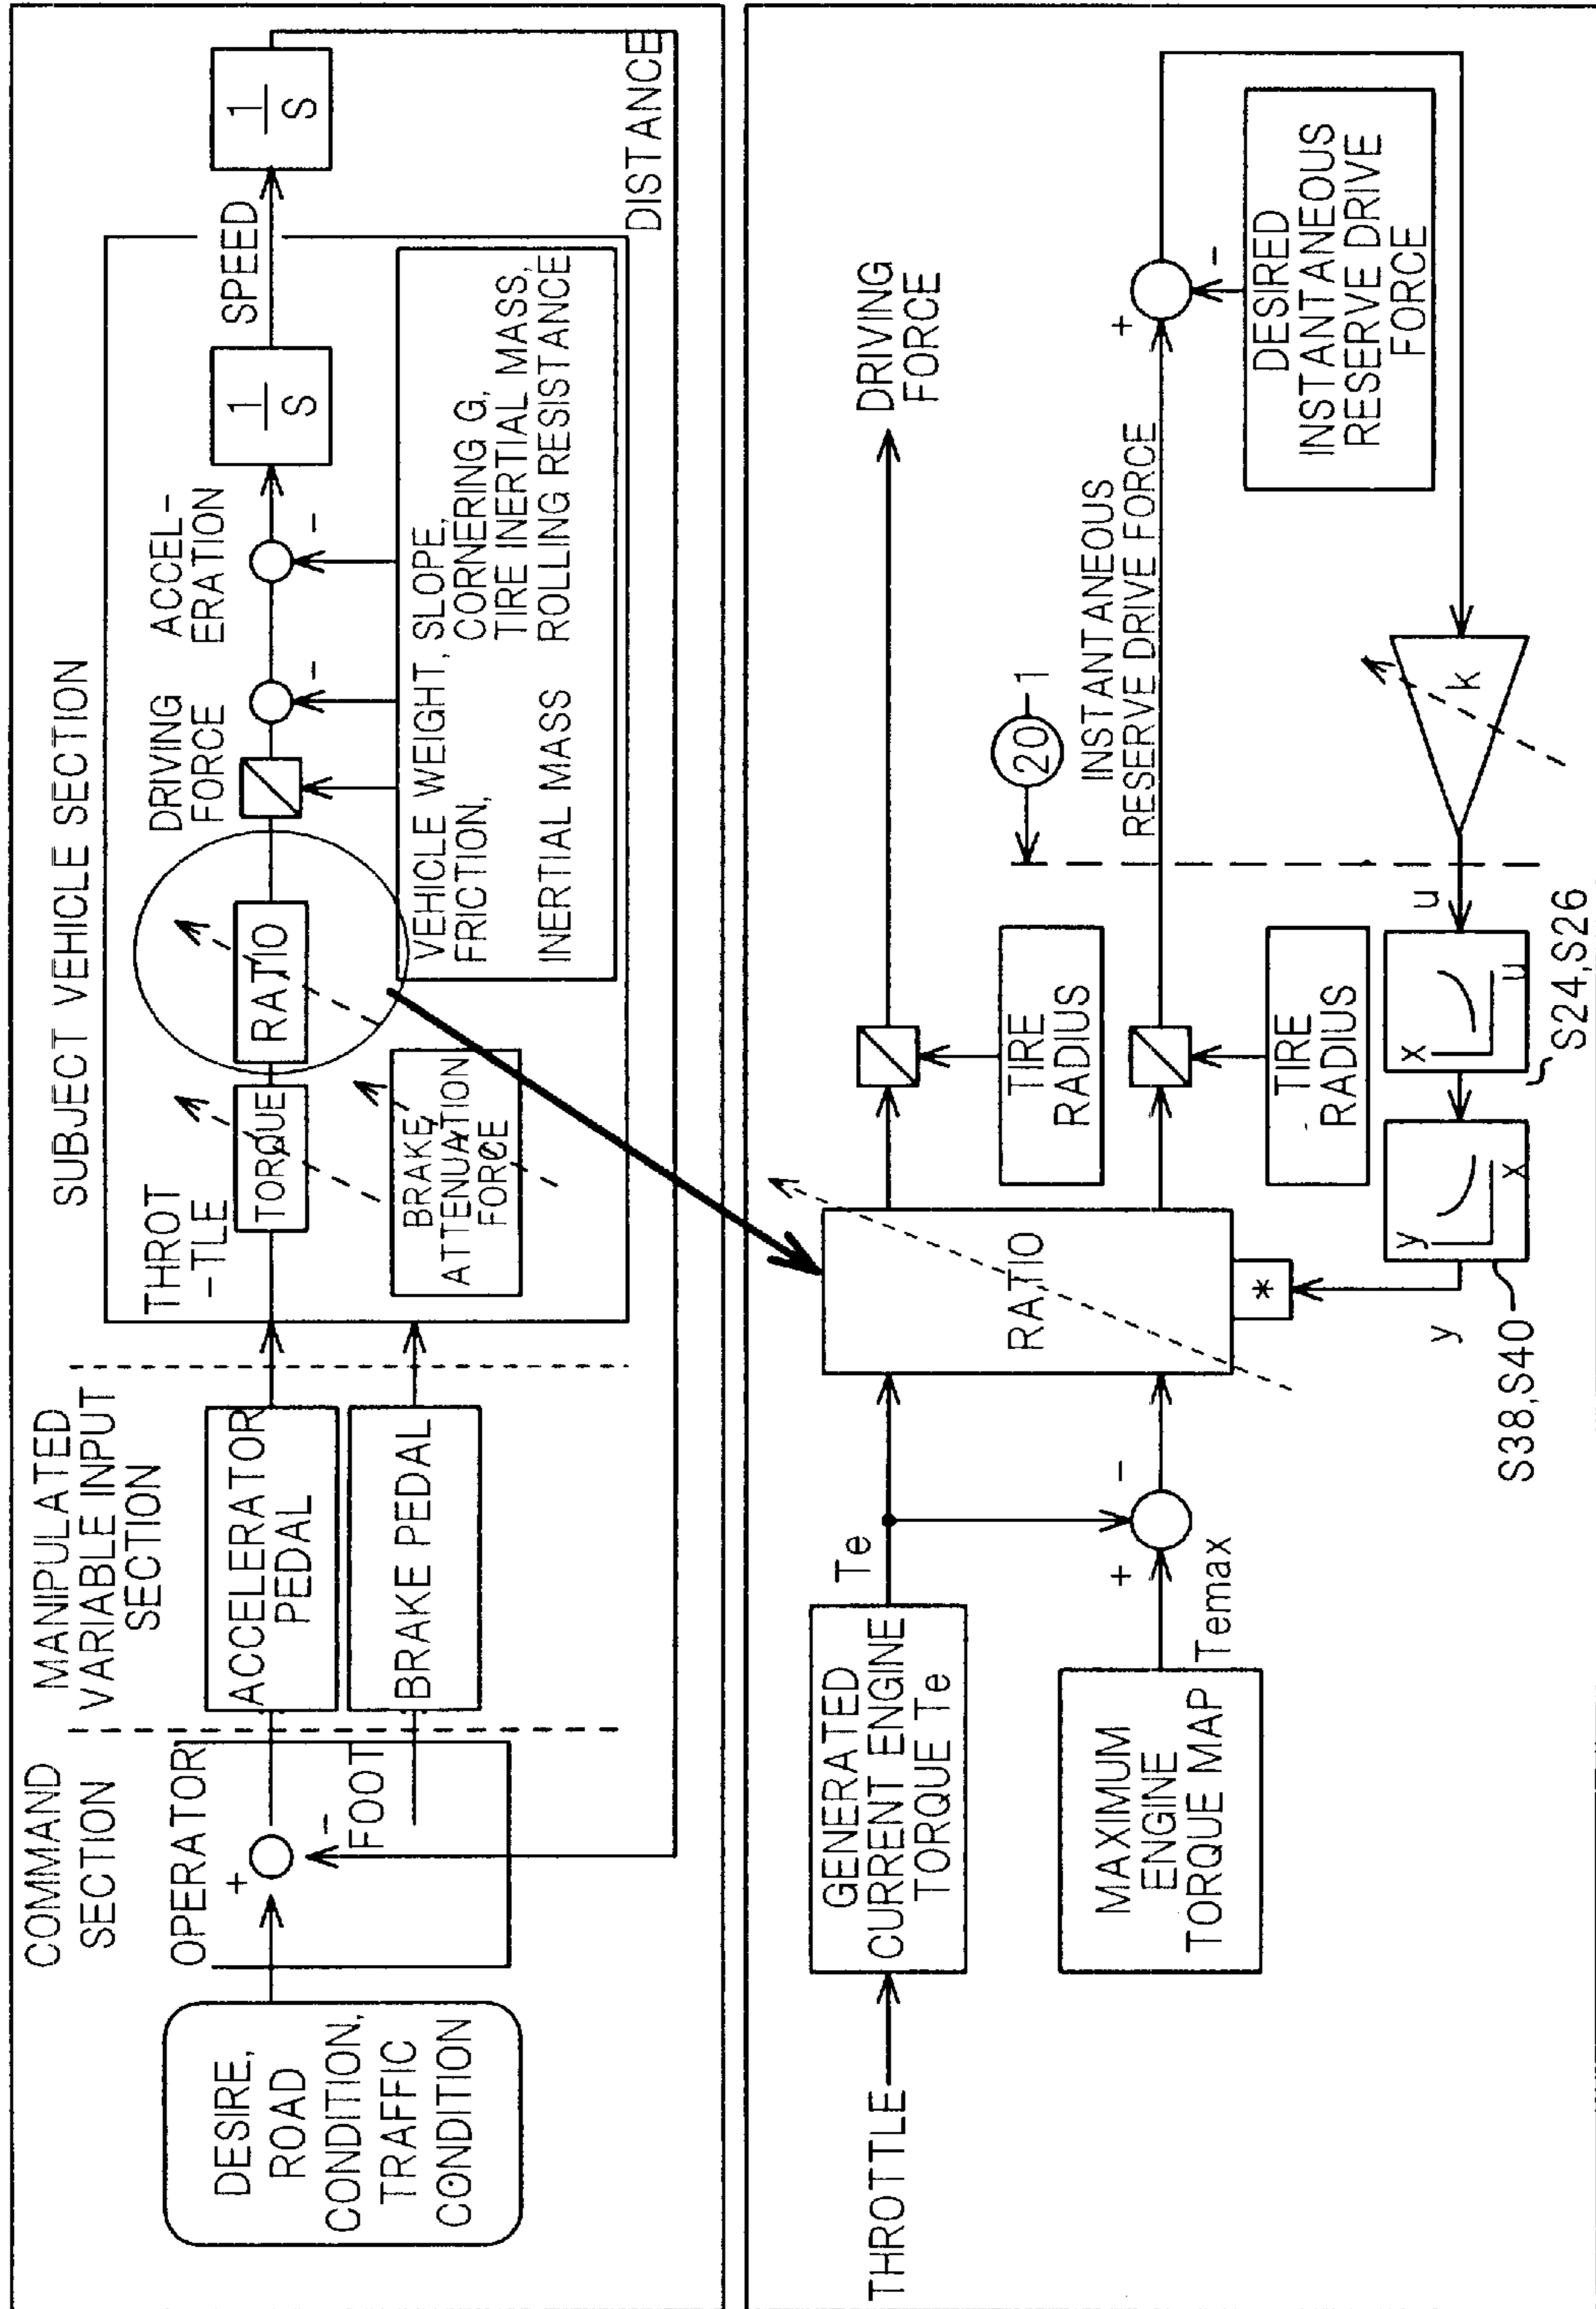 COMMAND
SECTION
MANIPULATED
VARIABLE INPUT
SECTION
SUBJECT VEHICLE SECTION
DESIRE,
ROAD
CONDITION,
TRAFFIC
CONDITION
OPERATOR
+
-
FOOT
ACCELERATOR
PEDAL
BRAKE PEDAL
THROT
-TLE
TORQUE
RATIO
BRAKE
ATTENUATION
FORCE
DRIVING
FORCE
ACCEL-
ERATION
-
-
VEHICLE WEIGHT, SLOPE,
FRICTION, CORNERING G,
TIRE INERTIAL MASS,
INERTIAL MASS ROLLING RESISTANCE
1
S
SPEED
1
S
DISTANCE
THROTTLE
GENERATED
CURRENT ENGINE
TORQUE Te
Te
MAXIMUM
ENGINE
TORQUE MAP
Temax
+
-
RATIO
*
TIRE
RADIUS
TIRE
RADIUS
DRIVING
FORCE
20-1
INSTANTANEOUS
RESERVE DRIVE FORCE
+
-
DESIRED
INSTANTANEOUS
RESERVE DRIVE
FORCE
k
u
x
u
S24,S26
y
x
S38,S40
y